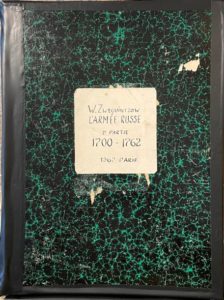 W. Zweguintzow
L'ARMÉE RUSSE
1e PARTIE
1700-1762
1967 PARIS